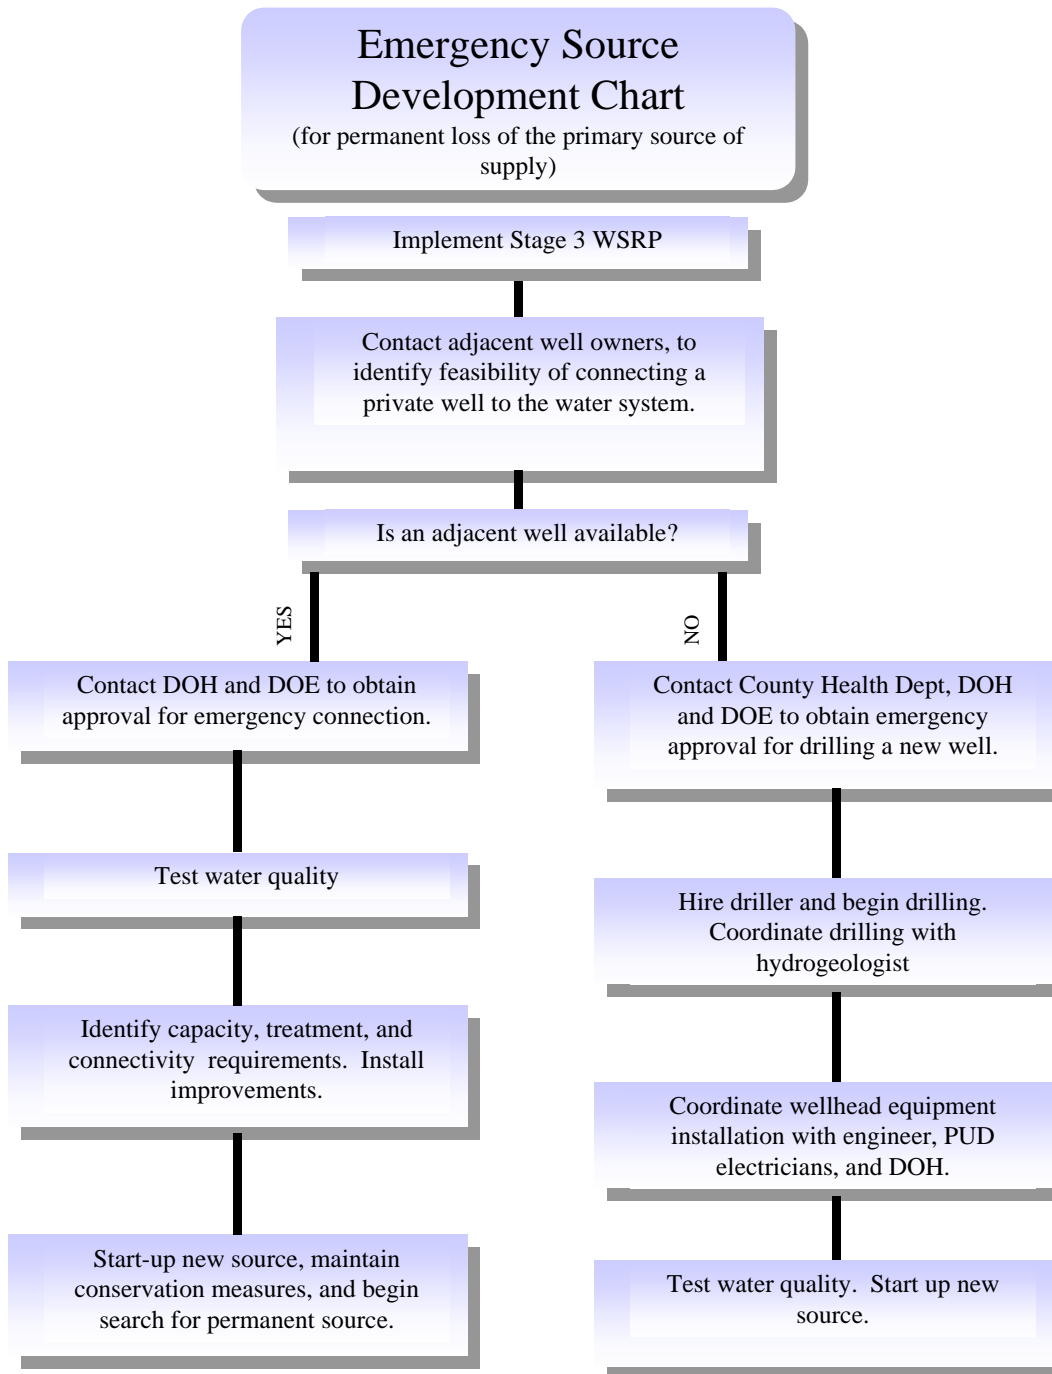 Emergency Source
Development Chart
(for permanent loss of the primary source of
supply)
Implement Stage 3 WSRP
Contact adjacent well owners, to
identify feasibility of connecting a
private well to the water system.
Is an adjacent well available?
YES
NO
Contact DOH and DOE to obtain
approval for emergency connection.
Test water quality
Identify capacity, treatment, and
connectivity  requirements.  Install
improvements.
Start-up new source, maintain
conservation measures, and begin
search for permanent source.
Contact County Health Dept, DOH
and DOE to obtain emergency
approval for drilling a new well.
Hire driller and begin drilling.
Coordinate drilling with
hydrogeologist
Coordinate wellhead equipment
installation with engineer, PUD
electricians, and DOH.
Test water quality.  Start up new
source.